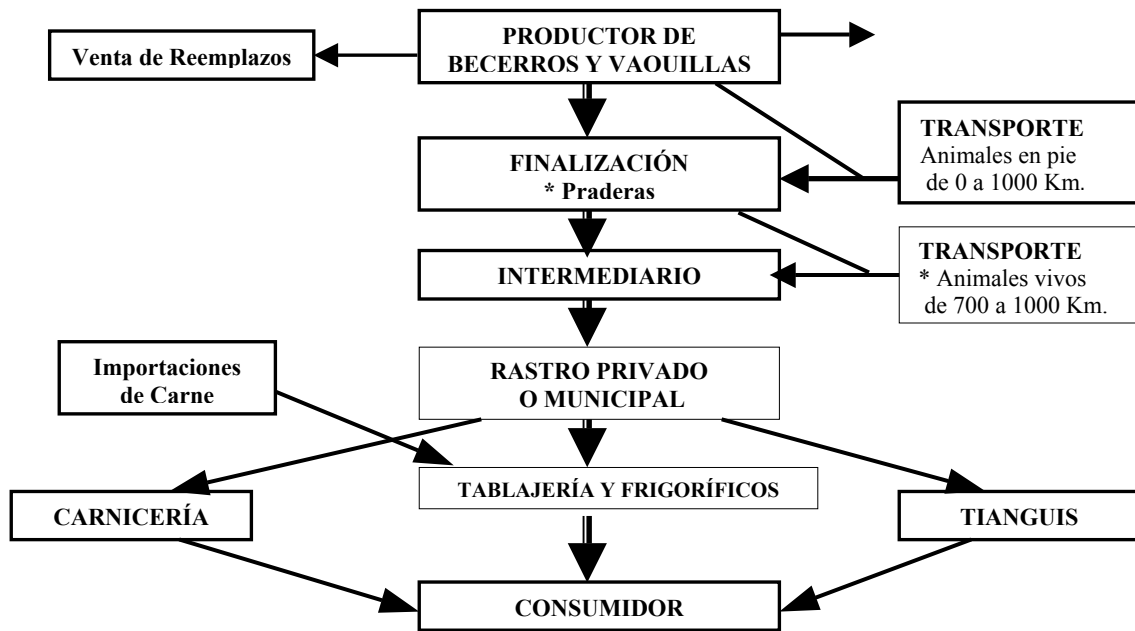 PRODUCTOR DE
BECERROS Y VAOUILLAS
Venta de Reemplazos
TRANSPORTE
Animales en pie
de 0 a 1000 Km.
FINALIZACIÓN
* Praderas
TRANSPORTE
* Animales vivos
de 700 a 1000 Km.
INTERMEDIARIO
Importaciones
de Carne
RASTRO PRIVADO
O MUNICIPAL
TABLAJERÍA Y FRIGORÍFICOS
CARNICERÍA
TIANGUIS
CONSUMIDOR